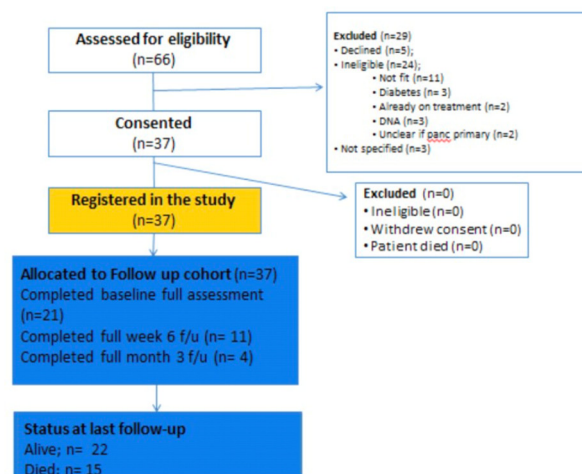 Assessed for eligibility
(n=66)
Excluded (n=29)
• Declined (n=5);
• Ineligible (n=24);
• Not fit (n=11)
• Diabetes (n= 3)
• Already on treatment (n=2)
• DNA (n=3)
• Unclear if panc primary (n=2)
• Not specified (n=3)
Consented
(n=37)
Registered in the study
(n=37)
Excluded (n=0)
• Ineligible (n=0)
• Withdrew consent (n=0)
• Patient died (n=0)
Allocated to Follow up cohort (n=37)
Completed baseline full assessment
(n=21)
Completed full week 6 f/u (n= 11)
Completed full month 3 f/u (n= 4)
Status at last follow-up
Alive; n= 22
Died; n= 15